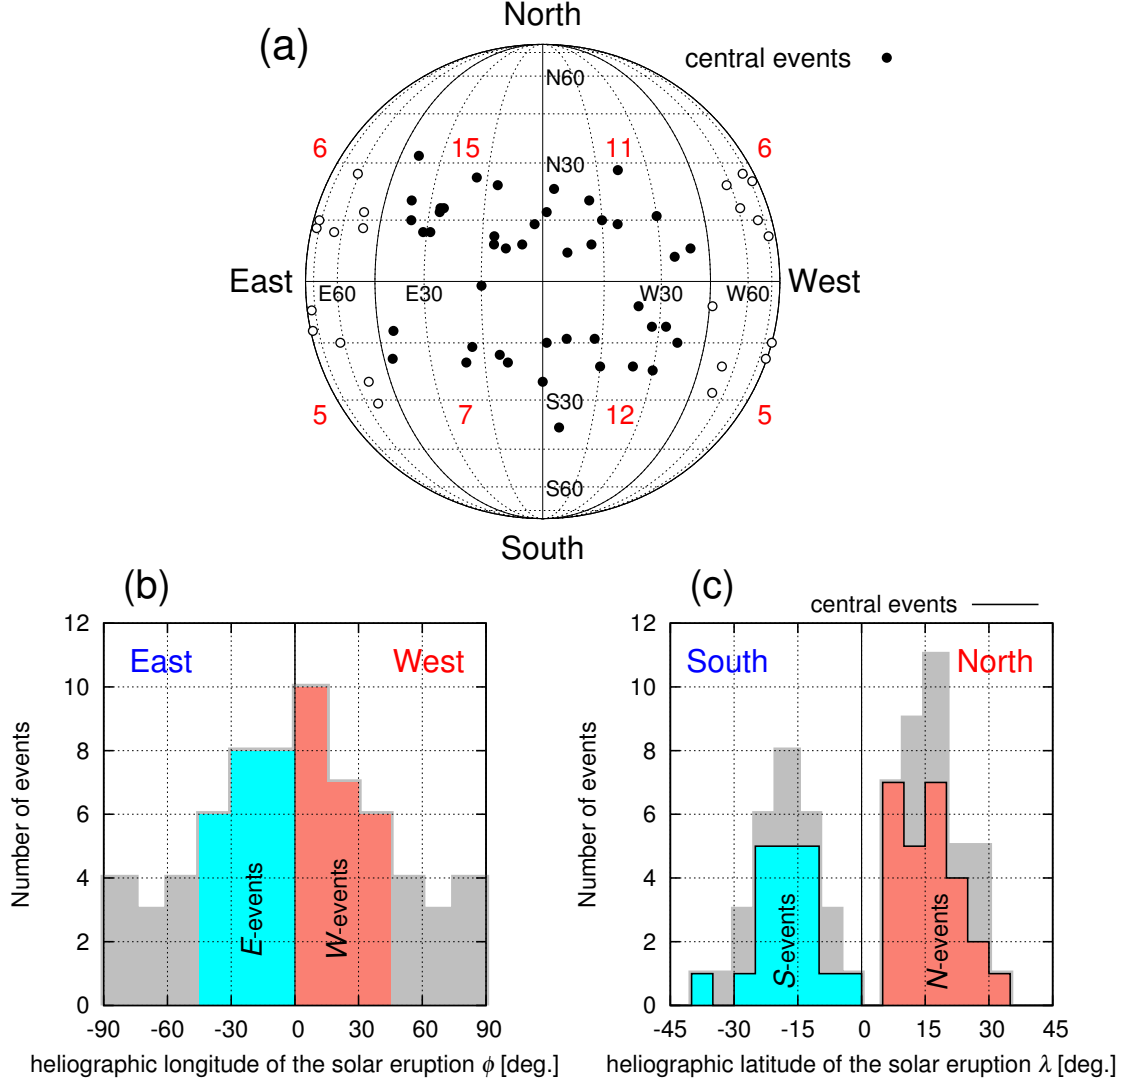 North
(a)
central events
N60
6
15
11
6
N30
East
E60
E30
W30
W60
West
S30
5
7
12
5
S60
South
(b)
(c)
central events
12
10
8
6
4
2
0
Number of events
East
West
E-events
W-events
-90
-60
-30
0
30
60
90
heliographic longitude of the solar eruption ϕ [deg.]
12
10
8
6
4
2
0
Number of events
South
North
S-events
N-events
-45
-30
-15
0
15
30
45
heliographic latitude of the solar eruption λ [deg.]